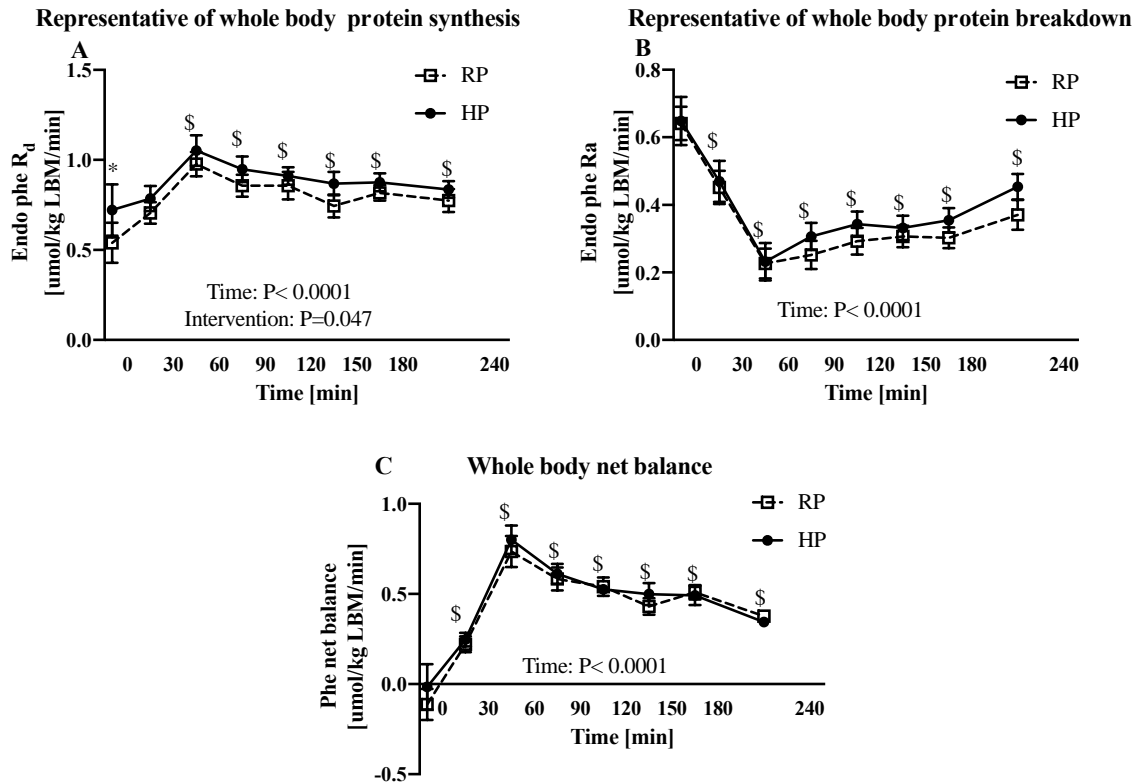 Representative of whole body protein synthesis
A
1.5
1.0
0.5
0.0
Endo phe Rd
[umol/kg LBM/min]
RP
HP
*
$
$
$
$
$
$
Time: P< 0.0001
Intervention: P=0.047
0 30 60 90 120 150 180 240
Time [min]
Representative of whole body protein breakdown
B
0.8
0.6
0.4
0.2
0.0
Endo phe Ra
[umol/kg LBM/min]
RP
HP
$
$
$
$
$
$
$
Time: P< 0.0001
0 30 60 90 120 150 180 240
Time [min]
C Whole body net balance
1.0
0.5
0.0
-0.5
Phe net balance
[umol/kg LBM/min]
RP
HP
$
$
$
$
$
$
$
Time: P< 0.0001
0 30 60 90 120 150 180 240
Time [min]